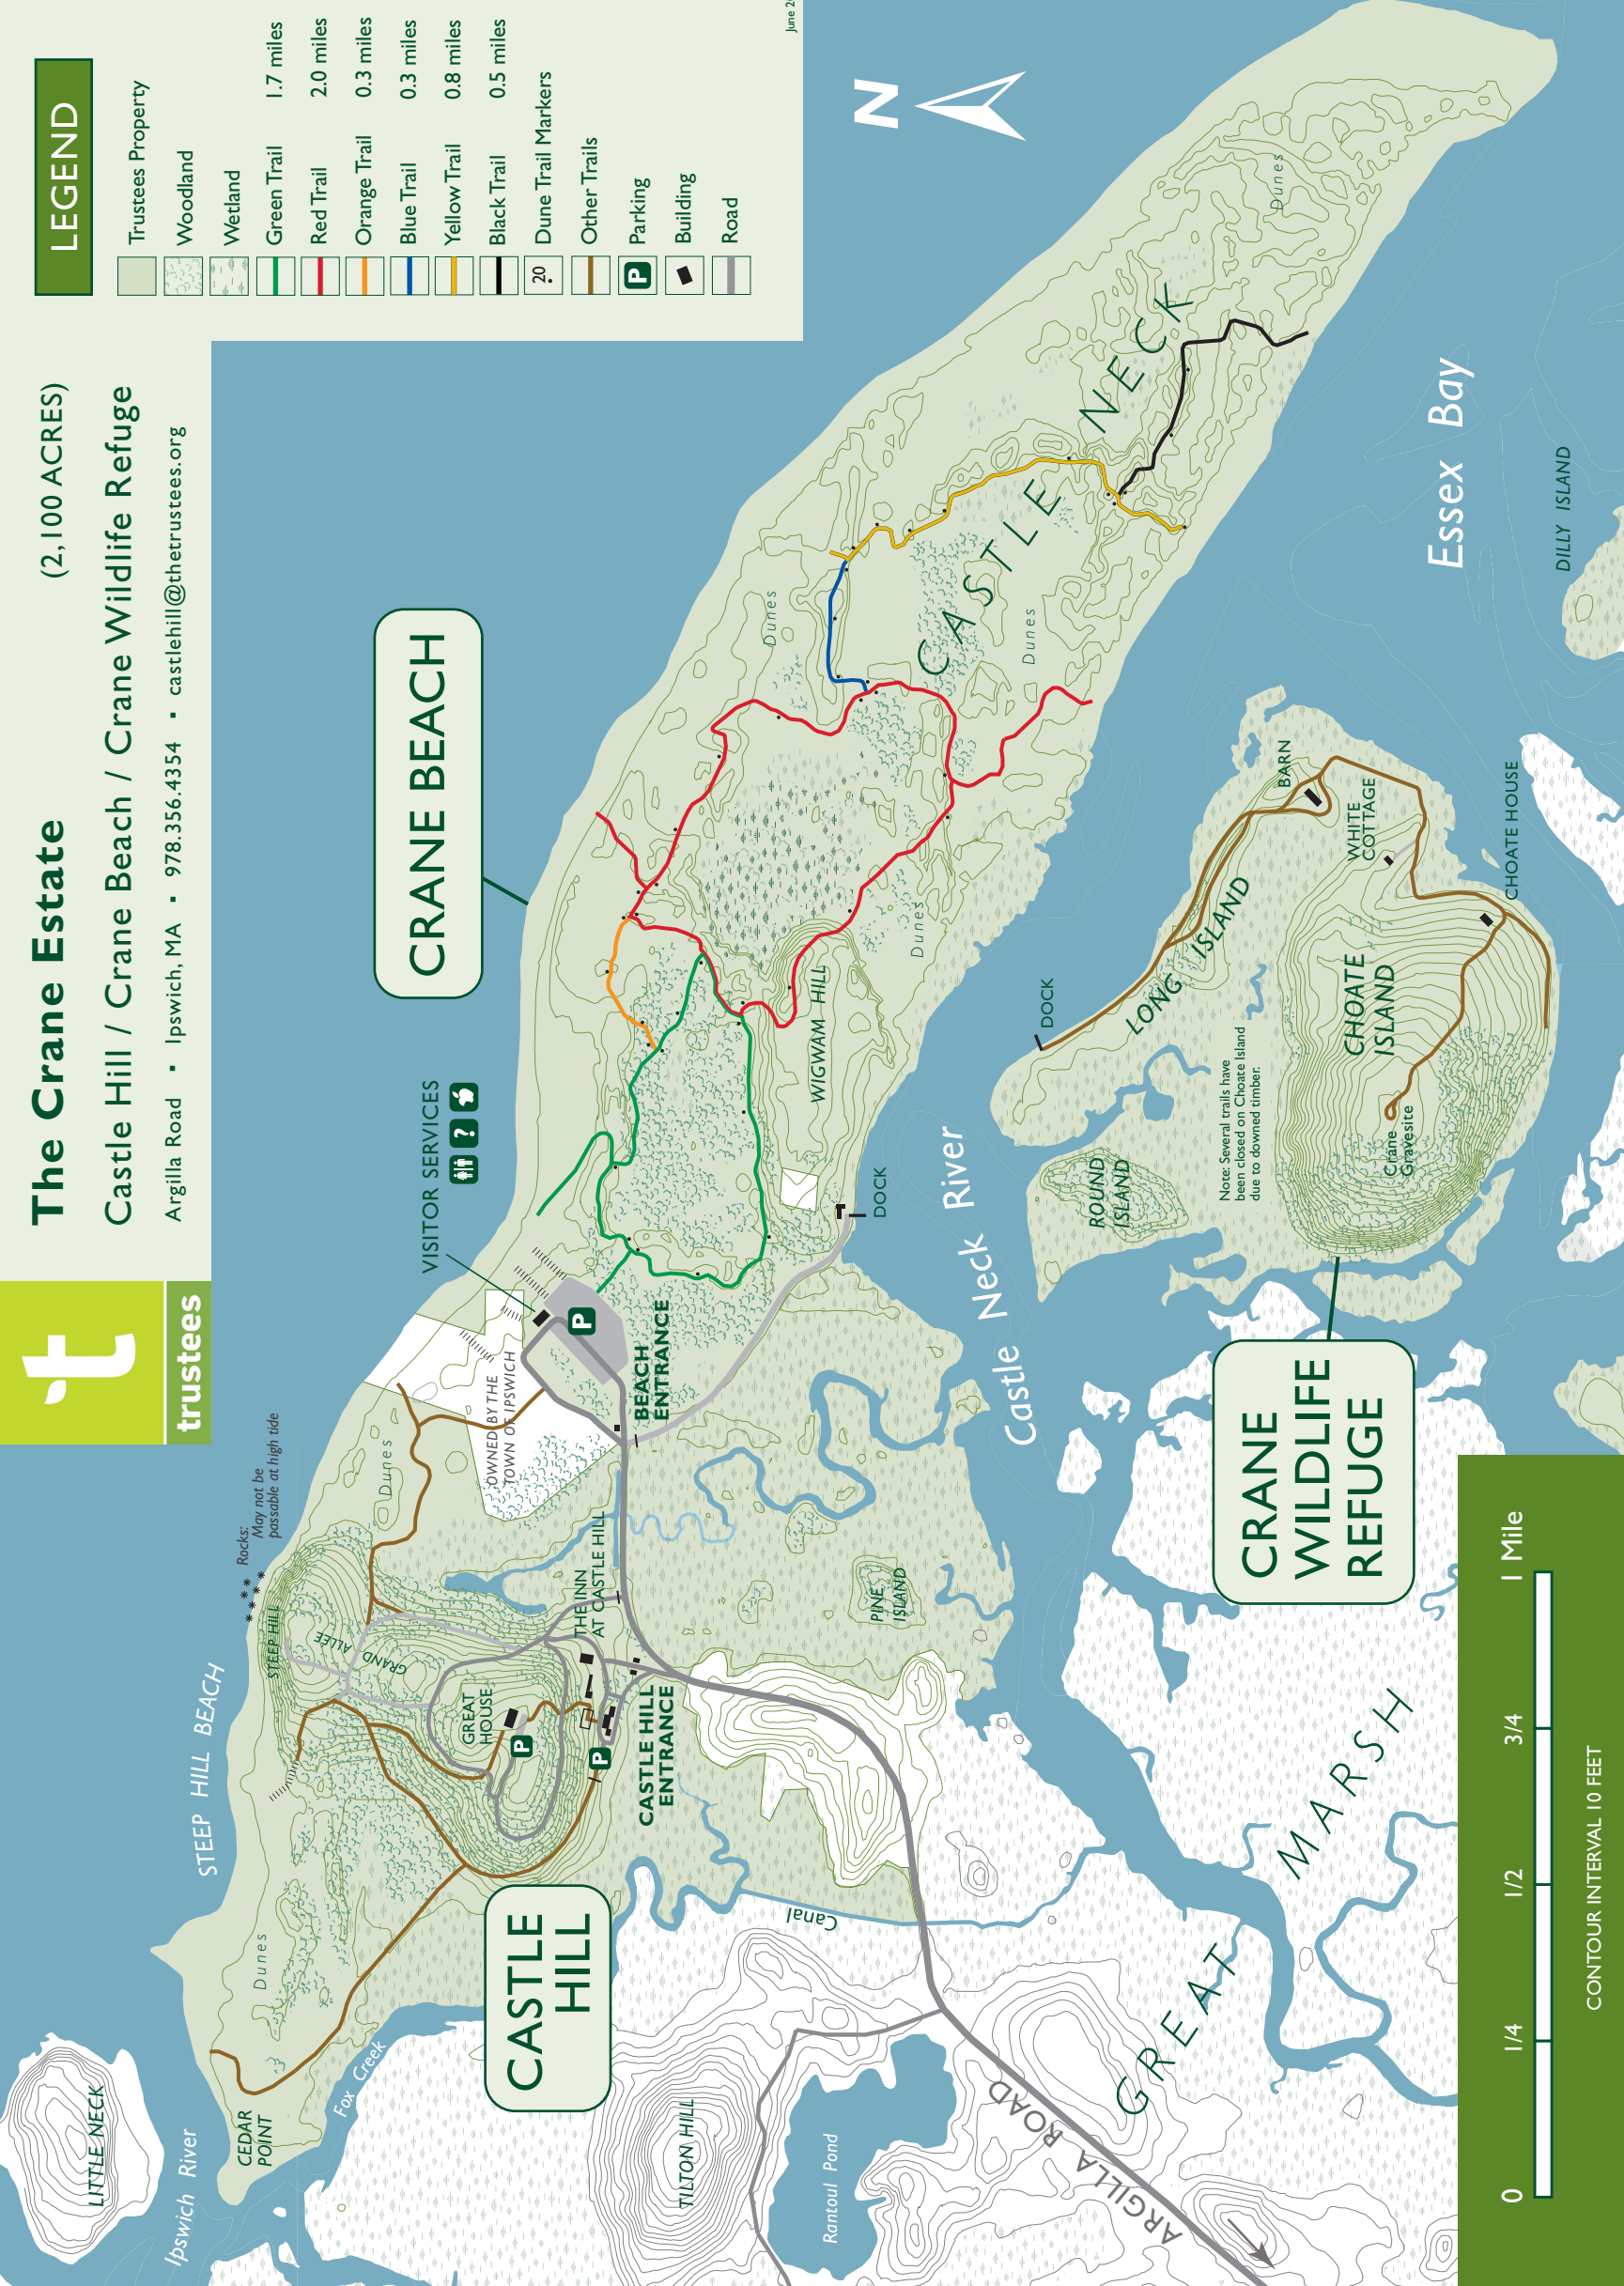 trustees
The Crane Estate
(2,100 ACRES)
Castle Hill / Crane Beach / Crane Wildlife Refuge
Argilla Road ▪ Ipswich, MA ▪ 978.356.4354 ▪ castlehill@thetrustees.org
LEGEND
Trustees Property
Woodland
Wetland
Green Trail 1.7 miles
Red Trail 2.0 miles
Orange Trail 0.3 miles
Blue Trail 0.3 miles
Yellow Trail 0.8 miles
Black Trail 0.5 miles
20 Dune Trail Markers
Other Trails
P Parking
Building
Road
N
LITTLE NECK
Ipswich River
CEDAR
POINT
Fox Creek
Dunes
STEEP HILL BEACH
Rocks:
May not be
passable at high tide
STEEP HILL
GRAND ALLÉE
Dunes
GREAT
HOUSE
P
P
THE INN
AT CASTLE HILL
CASTLE HILL
ENTRANCE
CASTLE
HILL
OWNED BY THE
TOWN OF IPSWICH
VISITOR SERVICES
?
P
BEACH
ENTRANCE
CRANE BEACH
Dunes
WIGWAM HILL
Dunes
Dunes
CASTLE NECK
Dunes
DOCK
Castle Neck River
PINE
ISLAND
ROUND
ISLAND
DOCK
LONG ISLAND
BARN
WHITE
COTTAGE
CHOATE HOUSE
CHOATE
ISLAND
Crane
Gravesite
Note: Several trails have
been closed on Choate Island
due to downed timber.
Essex Bay
DILLY ISLAND
CRANE
WILDLIFE
REFUGE
TILTON HILL
Rantoul Pond
Canal
ARGILLA ROAD
GREAT MARSH
0 1/4 1/2 3/4 1 Mile
CONTOUR INTERVAL 10 FEET